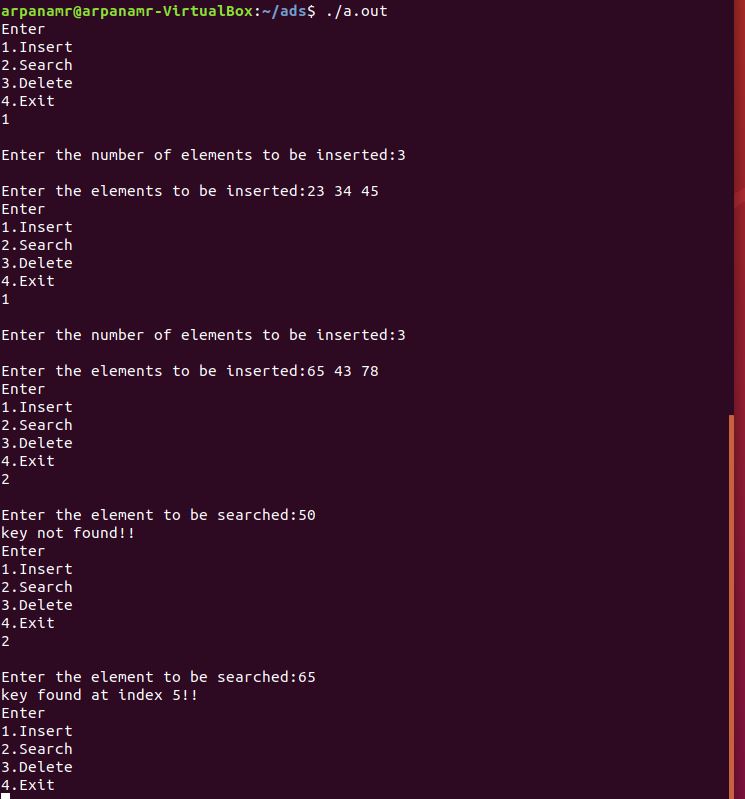 arpanamr@arpanamr-VirtualBox:~/ads$ ./a.out
Enter
1.Insert
2.Search
3.Delete
4.Exit
1
Enter the number of elements to be inserted:3
Enter the elements to be inserted:23 34 45
Enter
1.Insert
2.Search
3.Delete
4.Exit
1
Enter the number of elements to be inserted:3
Enter the elements to be inserted:65 43 78
Enter
1.Insert
2.Search
3.Delete
4.Exit
2
Enter the element to be searched:50
key not found!!
Enter
1.Insert
2.Search
3.Delete
4.Exit
2
Enter the element to be searched:65
key found at index 5!!
Enter
1.Insert
2.Search
3.Delete
4.Exit